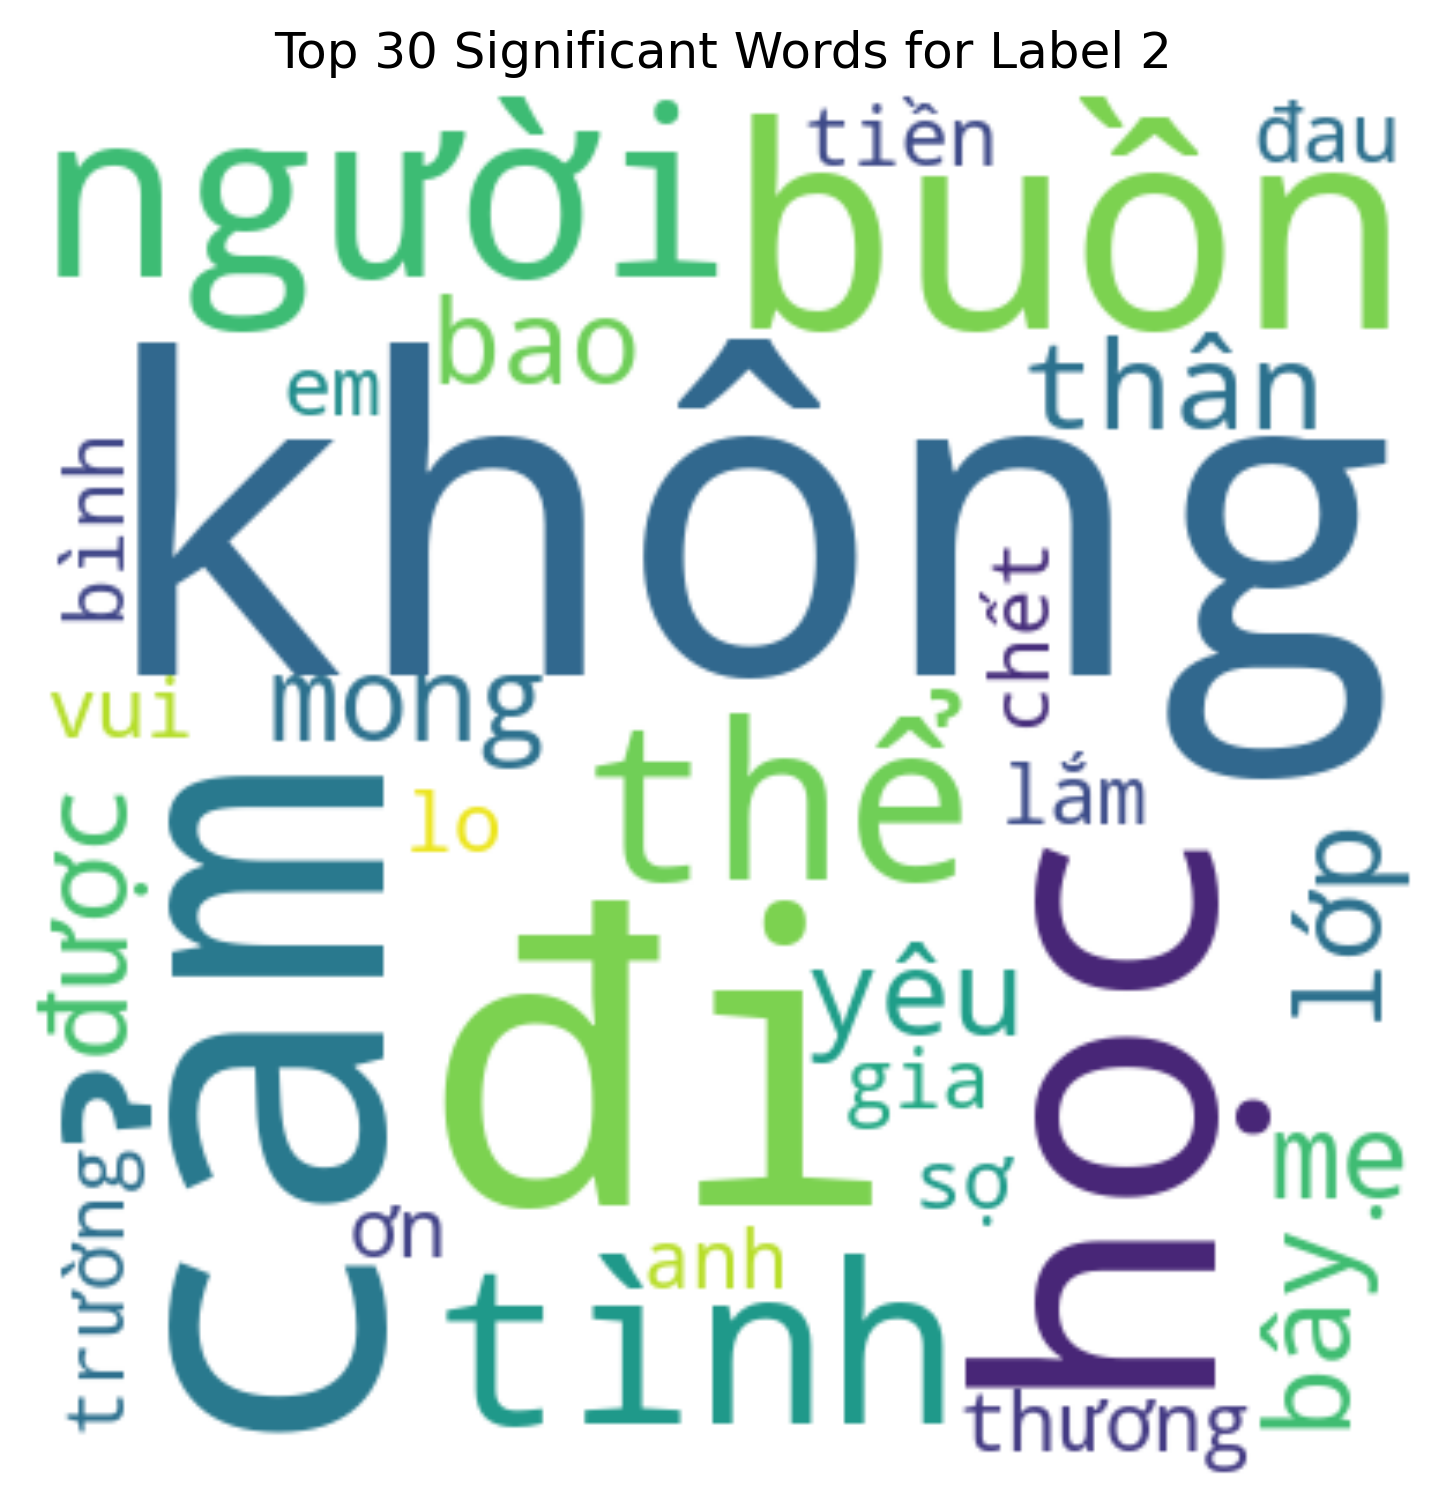 Top 30 Significant Words for Label 2
người
buồn
tiền
đau
bao
em
thân
không
bình
chết
vui
mong
thể
lắm
lo
được
cảm
đi
học
lớp
yêu
gia
sợ
mẹ
trường
ơn
anh
tình
thương
bây